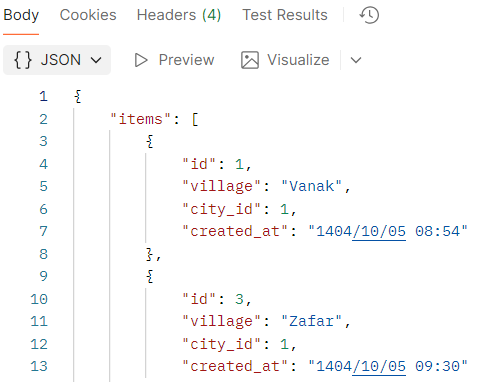 Body Cookies Headers (4) Test Results
{} JSON Preview Visualize
1 {
2 "items": [
3 {
4 "id": 1,
5 "village": "Vanak",
6 "city_id": 1,
7 "created_at": "1404/10/05 08:54"
8 },
9 {
10 "id": 3,
11 "village": "Zafar",
12 "city_id": 1,
13 "created_at": "1404/10/05 09:30"